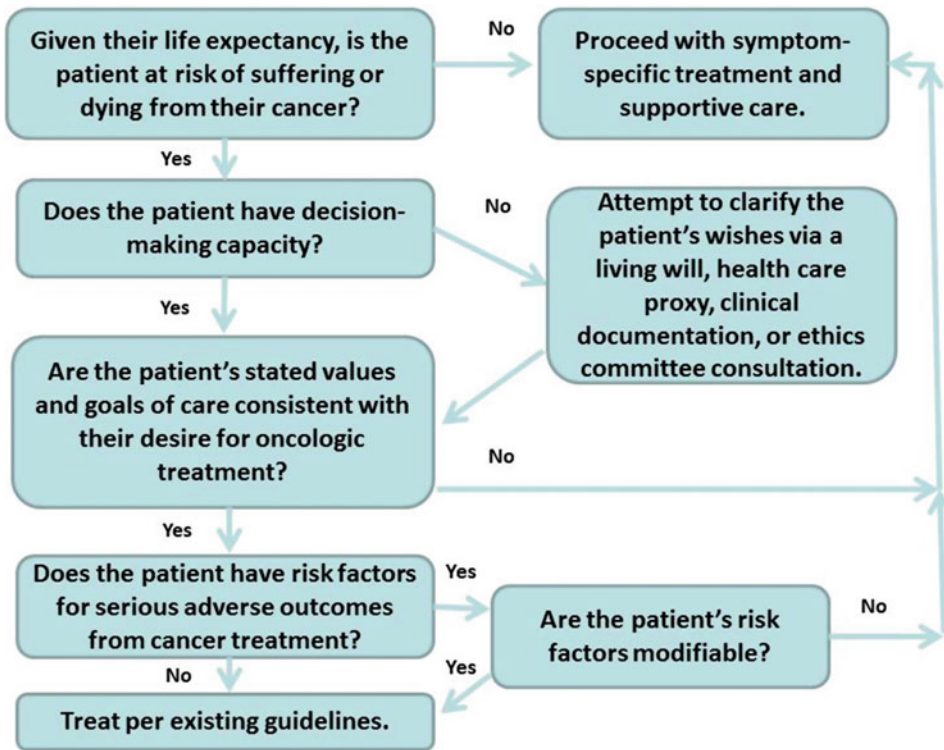 Given their life expectancy, is the
patient at risk of suffering or
dying from their cancer?
No
Proceed with symptom-
specific treatment and
supportive care.
Yes
Does the patient have decision-
making capacity?
No
Attempt to clarify the
patient's wishes via a
living will, health care
proxy, clinical
documentation, or ethics
committee consultation.
Yes
Are the patient's stated values
and goals of care consistent with
their desire for oncologic
treatment?
No
Yes
Does the patient have risk factors
for serious adverse outcomes
from cancer treatment?
Yes
Are the patient's risk
factors modifiable?
No
No
Yes
Treat per existing guidelines.